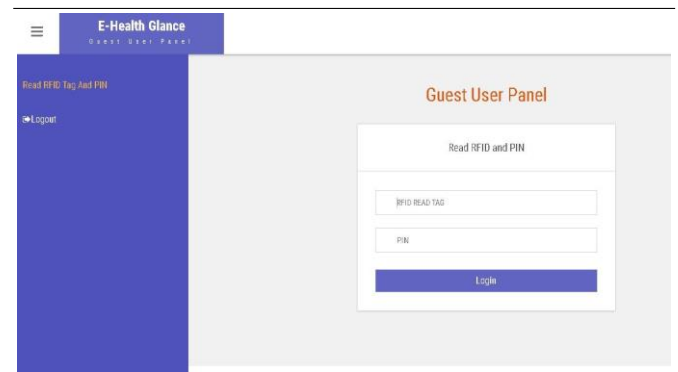 E-Health Glance
Guest User Panel
Read RFID Tag And PIN
Logout
Guest User Panel
Read RFID and PIN
RFID READ TAG
PIN
Login